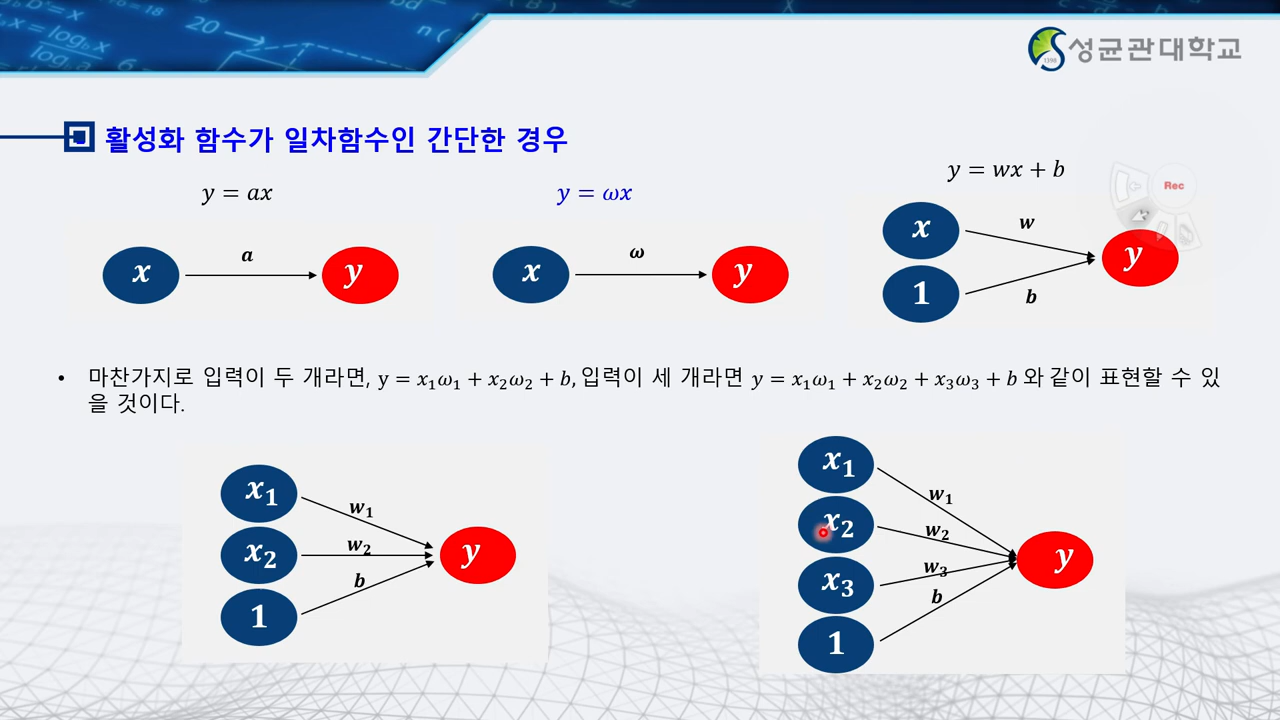 성균관대학교
1398
활성화 함수가 일차함수인 간단한 경우
y = ax
x
a
y
y = ωx
x
ω
y
y = wx + b
Rec
x
w
1
b
y
• 마찬가지로 입력이 두 개라면, y = x₁ω₁ + x₂ω₂ + b, 입력이 세 개라면 y = x₁ω₁ + x₂ω₂ + x₃ω₃ + b 와 같이 표현할 수 있
을 것이다.
x₁
w₁
x₂
w₂
b
1
y
x₁
w₁
x₂
w₂
x₃
w₃
b
1
y